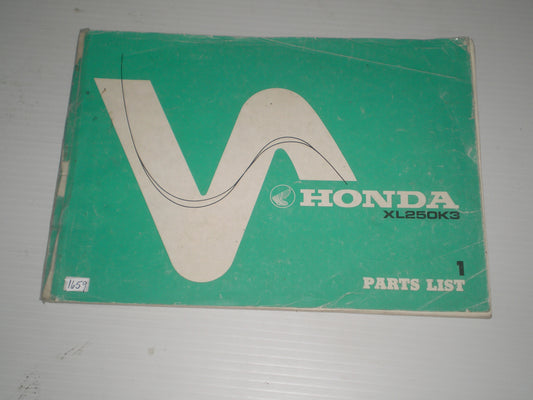 HONDA
XL250K3
1
PARTS LIST
1659